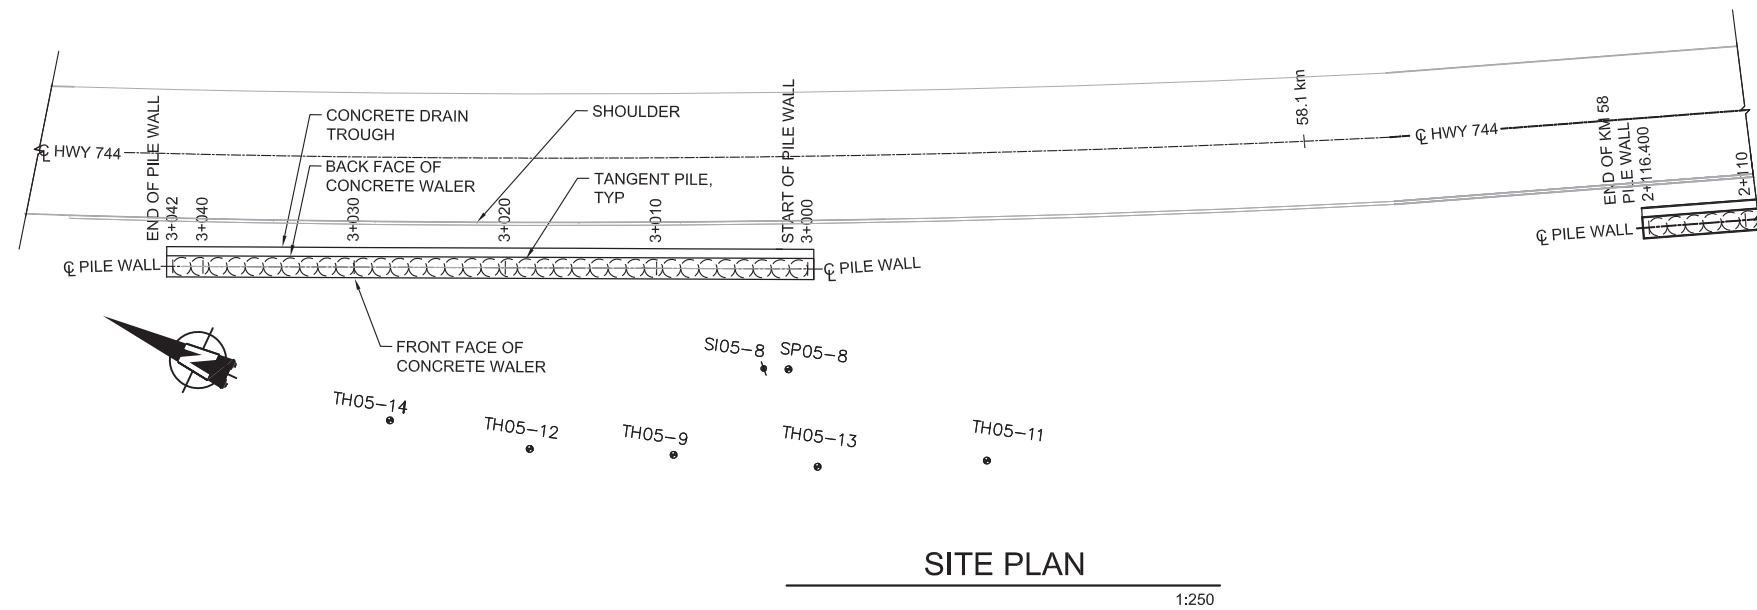 58.1 km
CONCRETE DRAIN
TROUGH
SHOULDER
END OF PILE WALL
3+042
3+040
START OF PILE WALL
3+000
END OF KM 58
PILE WALL
2+116.400
2+110
℄ HWY 744
℄ HWY 744
BACK FACE OF
CONCRETE WALER
TANGENT PILE,
TYP
3+030
3+020
3+010
℄ PILE WALL
℄ PILE WALL
℄ PILE WALL
N
FRONT FACE OF
CONCRETE WALER
SI05-8
SP05-8
TH05-14
TH05-12
TH05-9
TH05-13
TH05-11
SITE PLAN
1:250